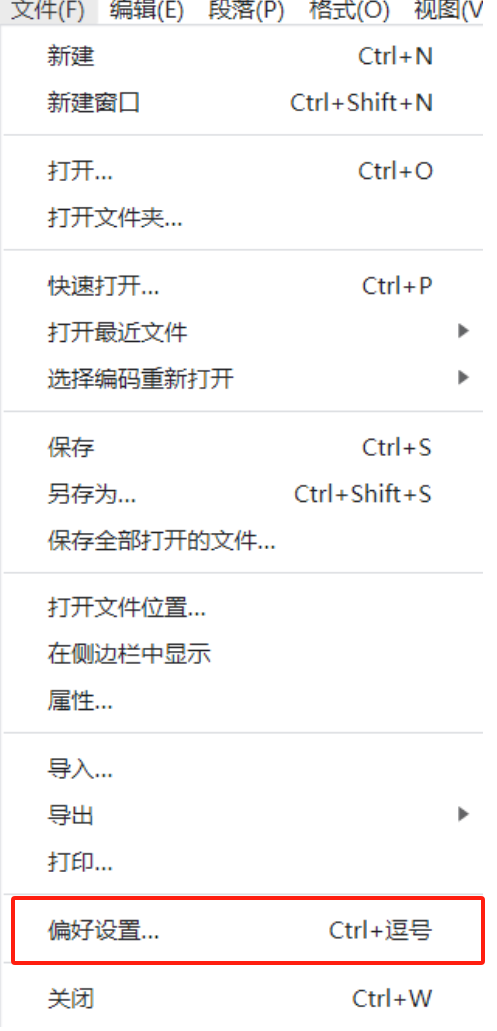 文件(F) 编辑(E) 段落(P) 格式(O) 视图(V
新建 Ctrl+N
新建窗口 Ctrl+Shift+N
打开... Ctrl+O
打开文件夹...
快速打开... Ctrl+P
打开最近文件
选择编码重新打开
保存 Ctrl+S
另存为... Ctrl+Shift+S
保存全部打开的文件...
打开文件位置...
在侧边栏中显示
属性...
导入...
导出
打印...
偏好设置... Ctrl+逗号
关闭 Ctrl+W